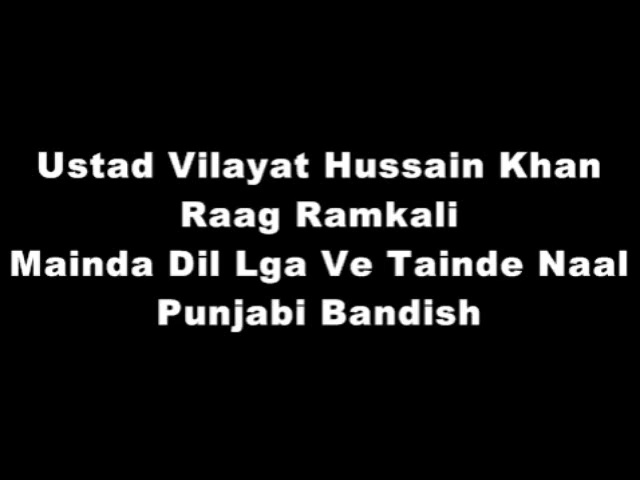 Ustad Vilayat Hussain Khan
Raag Ramkali
Mainda Dil Lga Ve Tainde Naal
Punjabi Bandish